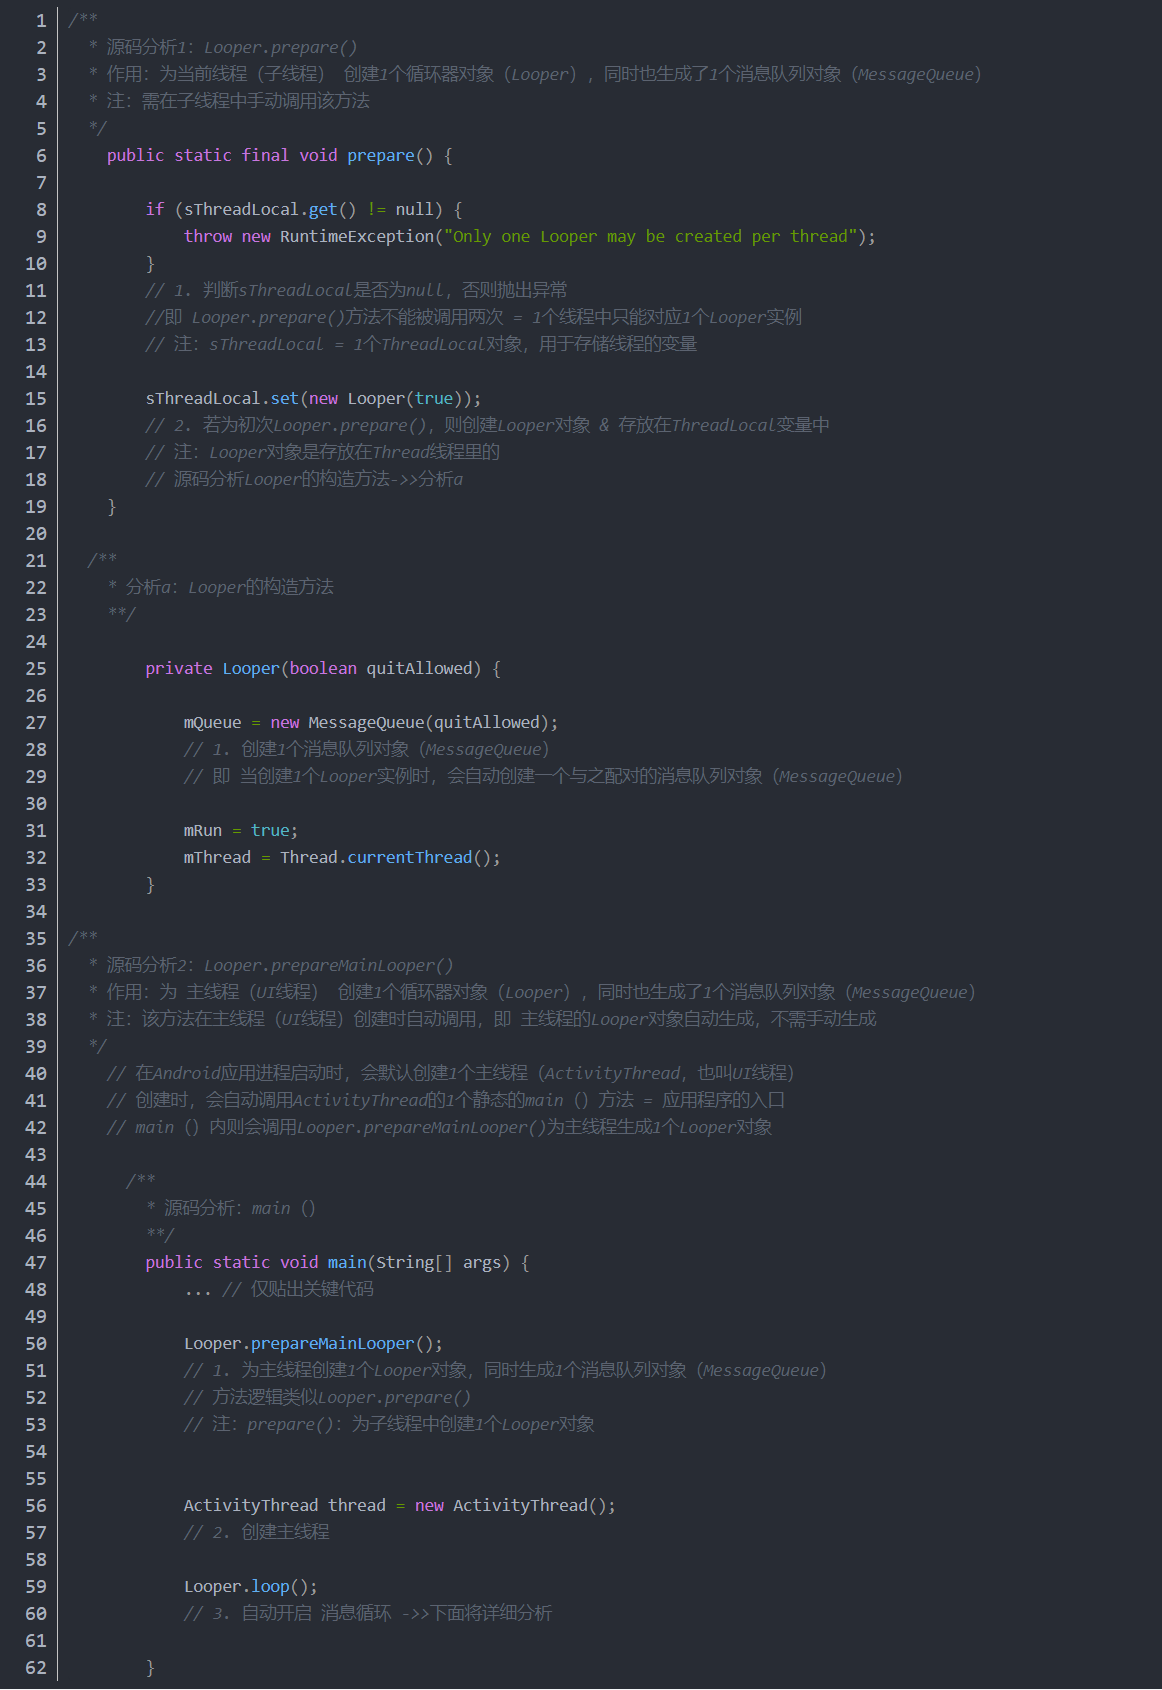 1 /**
2 * 源码分析1：Looper.prepare()
3 * 作用：为当前线程（子线程） 创建1个循环器对象（Looper），同时也生成了1个消息队列对象（MessageQueue）
4 * 注：需在子线程中手动调用该方法
5 */
6 public static final void prepare() {
7
8 if (sThreadLocal.get() != null) {
9 throw new RuntimeException("Only one Looper may be created per thread");
10 }
11 // 1. 判断sThreadLocal是否为null，否则抛出异常
12 //即 Looper.prepare()方法不能被调用两次 = 1个线程中只能对应1个Looper实例
13 // 注：sThreadLocal = 1个ThreadLocal对象，用于存储线程的变量
14
15 sThreadLocal.set(new Looper(true));
16 // 2. 若为初次Looper.prepare()，则创建Looper对象 & 存放在ThreadLocal变量中
17 // 注：Looper对象是存放在Thread线程里的
18 // 源码分析Looper的构造方法->>分析a
19 }
20
21 /**
22 * 分析a：Looper的构造方法
23 **/
24
25 private Looper(boolean quitAllowed) {
26
27 mQueue = new MessageQueue(quitAllowed);
28 // 1. 创建1个消息队列对象（MessageQueue）
29 // 即 当创建1个Looper实例时，会自动创建一个与之配对的消息队列对象（MessageQueue）
30
31 mRun = true;
32 mThread = Thread.currentThread();
33 }
34
35 /**
36 * 源码分析2：Looper.prepareMainLooper()
37 * 作用：为 主线程（UI线程） 创建1个循环器对象（Looper），同时也生成了1个消息队列对象（MessageQueue）
38 * 注：该方法在主线程（UI线程）创建时自动调用，即 主线程的Looper对象自动生成，不需手动生成
39 */
40 // 在Android应用进程启动时，会默认创建1个主线程（ActivityThread，也叫UI线程）
41 // 创建时，会自动调用ActivityThread的1个静态的main（）方法 = 应用程序的入口
42 // main（）内则会调用Looper.prepareMainLooper()为主线程生成1个Looper对象
43
44 /**
45 * 源码分析：main（）
46 **/
47 public static void main(String[] args) {
48 ... // 仅贴出关键代码
49
50 Looper.prepareMainLooper();
51 // 1. 为主线程创建1个Looper对象，同时生成1个消息队列对象（MessageQueue）
52 // 方法逻辑类似Looper.prepare()
53 // 注：prepare()：为子线程中创建1个Looper对象
54
55
56 ActivityThread thread = new ActivityThread();
57 // 2. 创建主线程
58
59 Looper.loop();
60 // 3. 自动开启 消息循环 ->>下面将详细分析
61
62 }